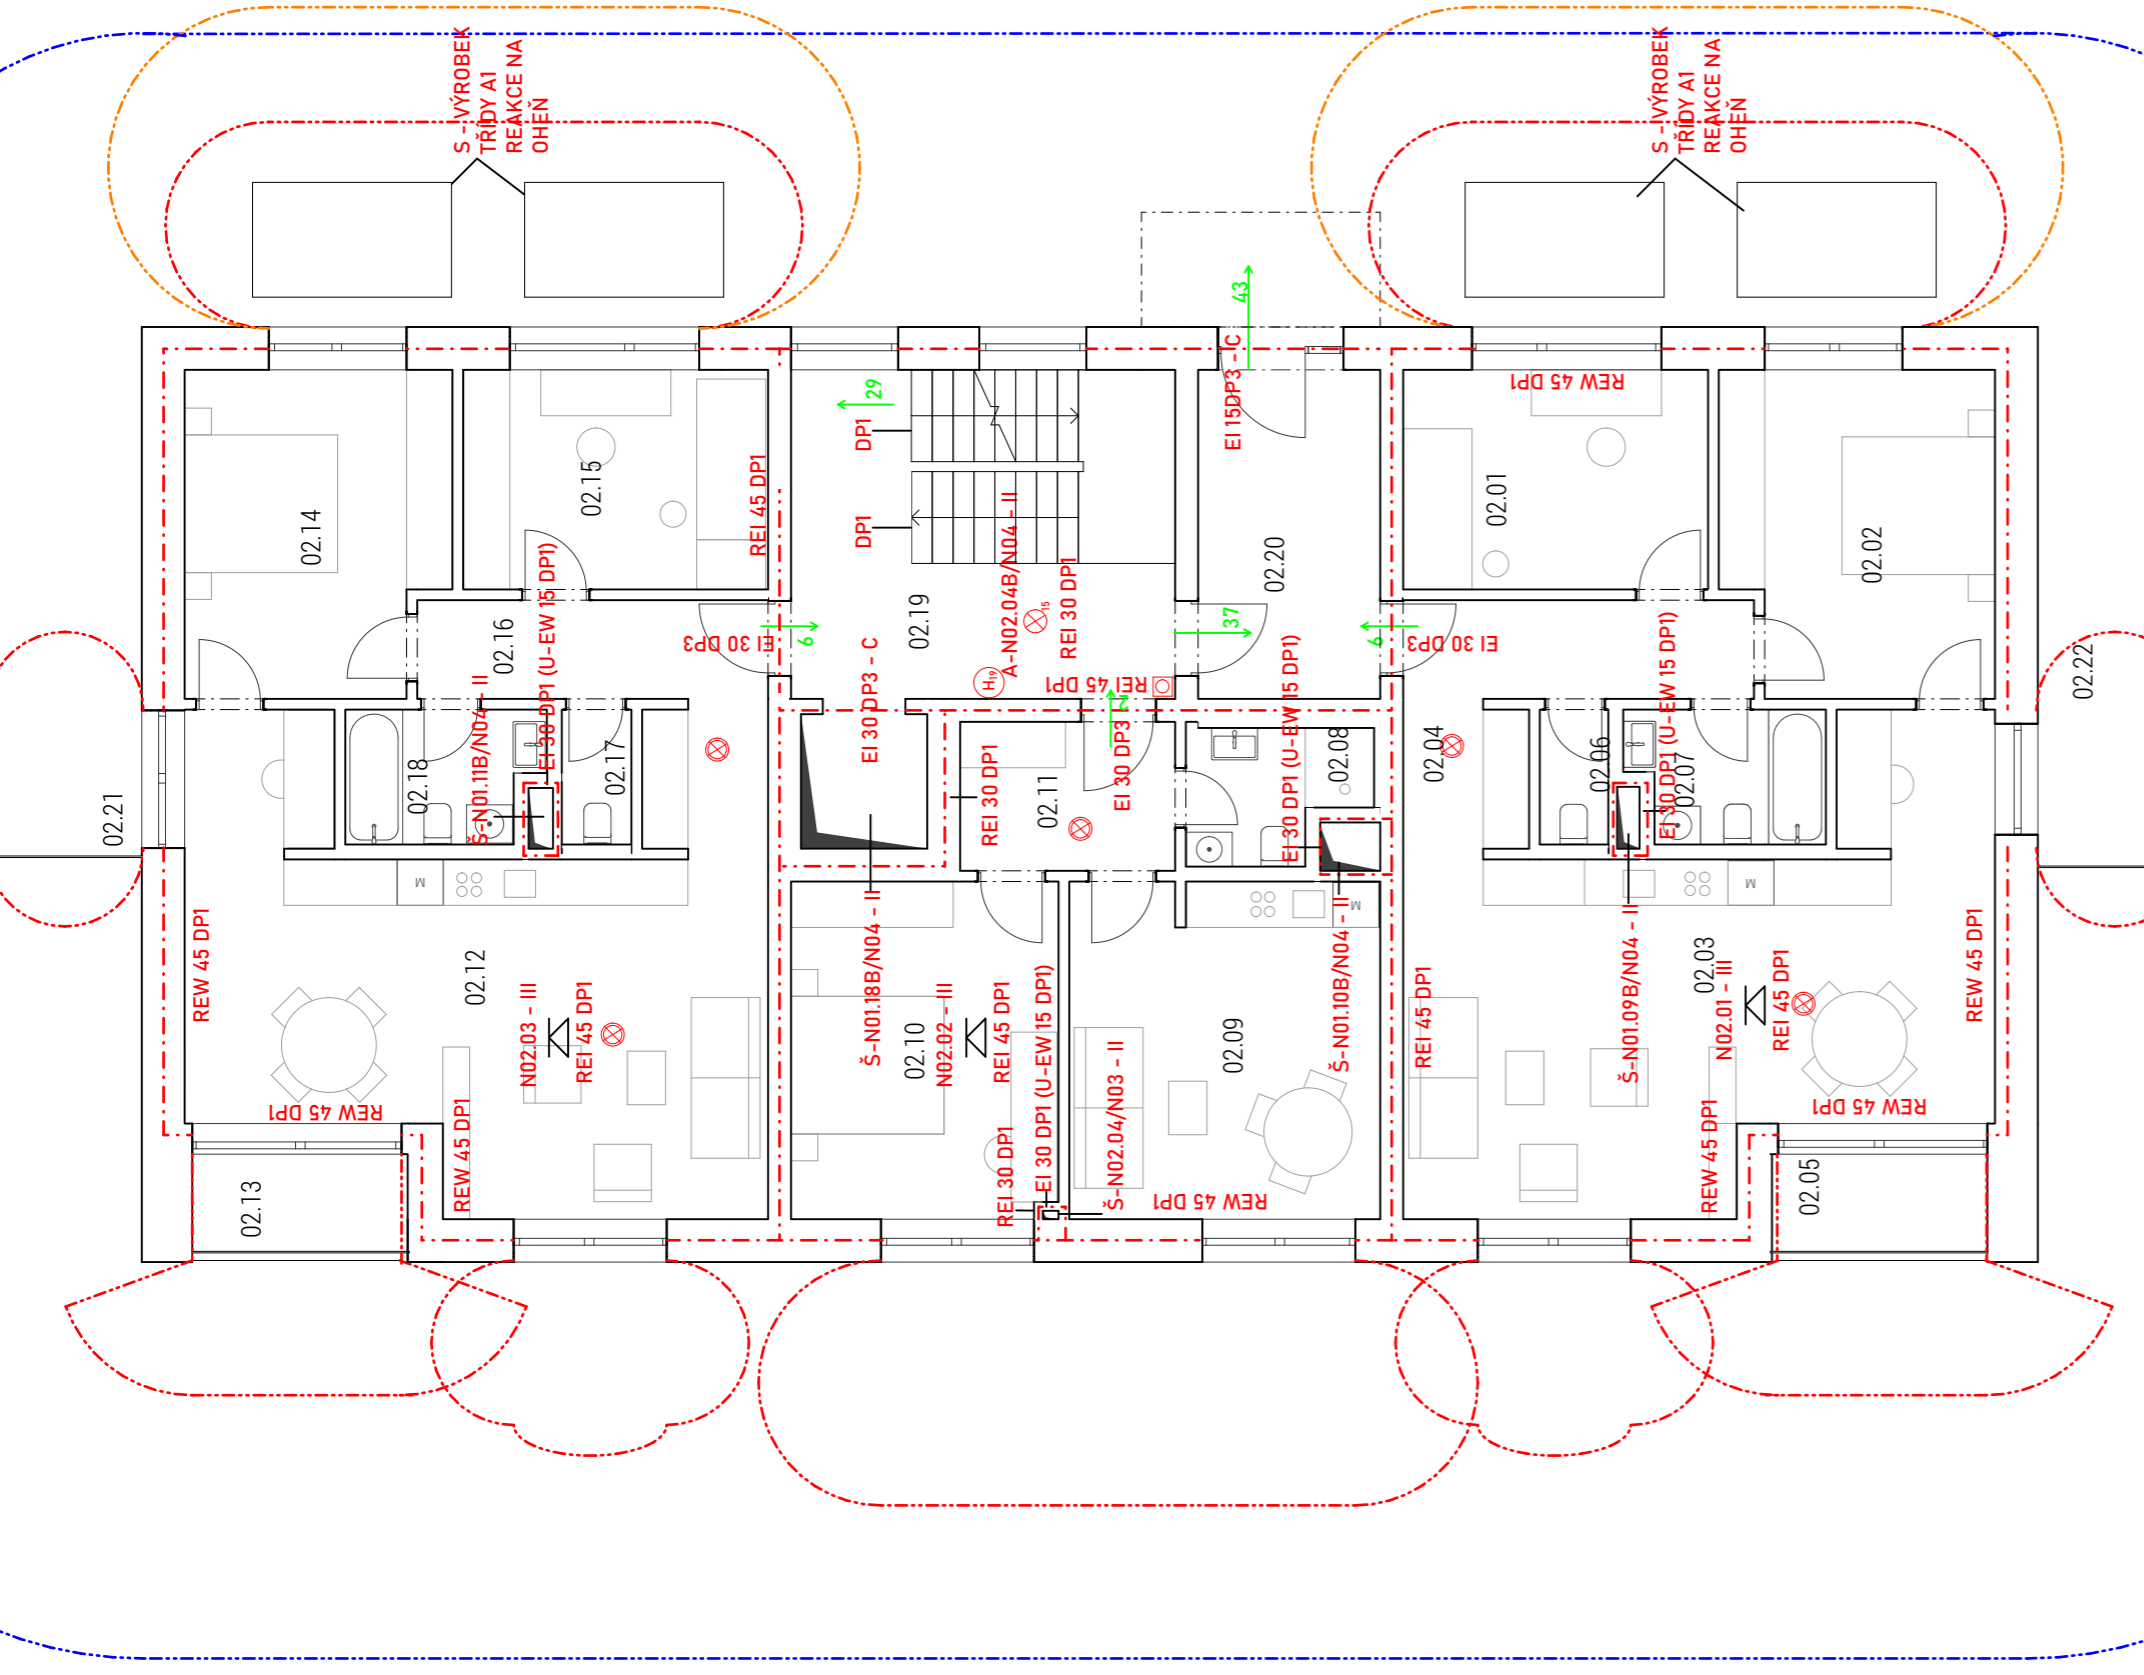 S - VÝROBEK
TŘÍDY A1
REAKCE NA
OHEŇ
S - VÝROBEK
TŘÍDY A1
REAKCE NA
OHEŇ
43
29
EI 15DP3 - C
REW 45 DP1
DP1
DP1
REI 45 DP1
02.14
02.15
02.16
EI 30 DP1 (U-EW 15 DP1)
02.19
A-N02.04B/N04 - II
15
REI 30 DP1
02.20
02.01
02.02
37
6
6
EI 30 DP3
EI 30 DP3
EI 30 DP3 - C
H19
REI 45 DP1
2
EI 30 DP3
EI 30 DP1 (U-EW 15 DP1)
EI 30 DP1 (U-EW 15 DP1)
02.21
02.22
02.18
Š-N01.11B/N04 - II
02.17
REI 30 DP1
02.11
02.08
02.04
02.06
02.07
M
M
M
REW 45 DP1
02.12
N02.03 - III
REI 45 DP1
Š-N01.18B/N04 - II
02.10
N02.02 - III
REI 45 DP1
EI 30 DP1 (U-EW 15 DP1)
REI 30 DP1
Š-N02.04/N03 - II
02.09
Š-N01.10B/N04 - II
REI 45 DP1
Š-N01.09B/N04 - II
02.03
N02.01 - III
REI 45 DP1
REW 45 DP1
REW 45 DP1
REW 45 DP1
REW 45 DP1
REW 45 DP1
REW 45 DP1
02.13
02.05